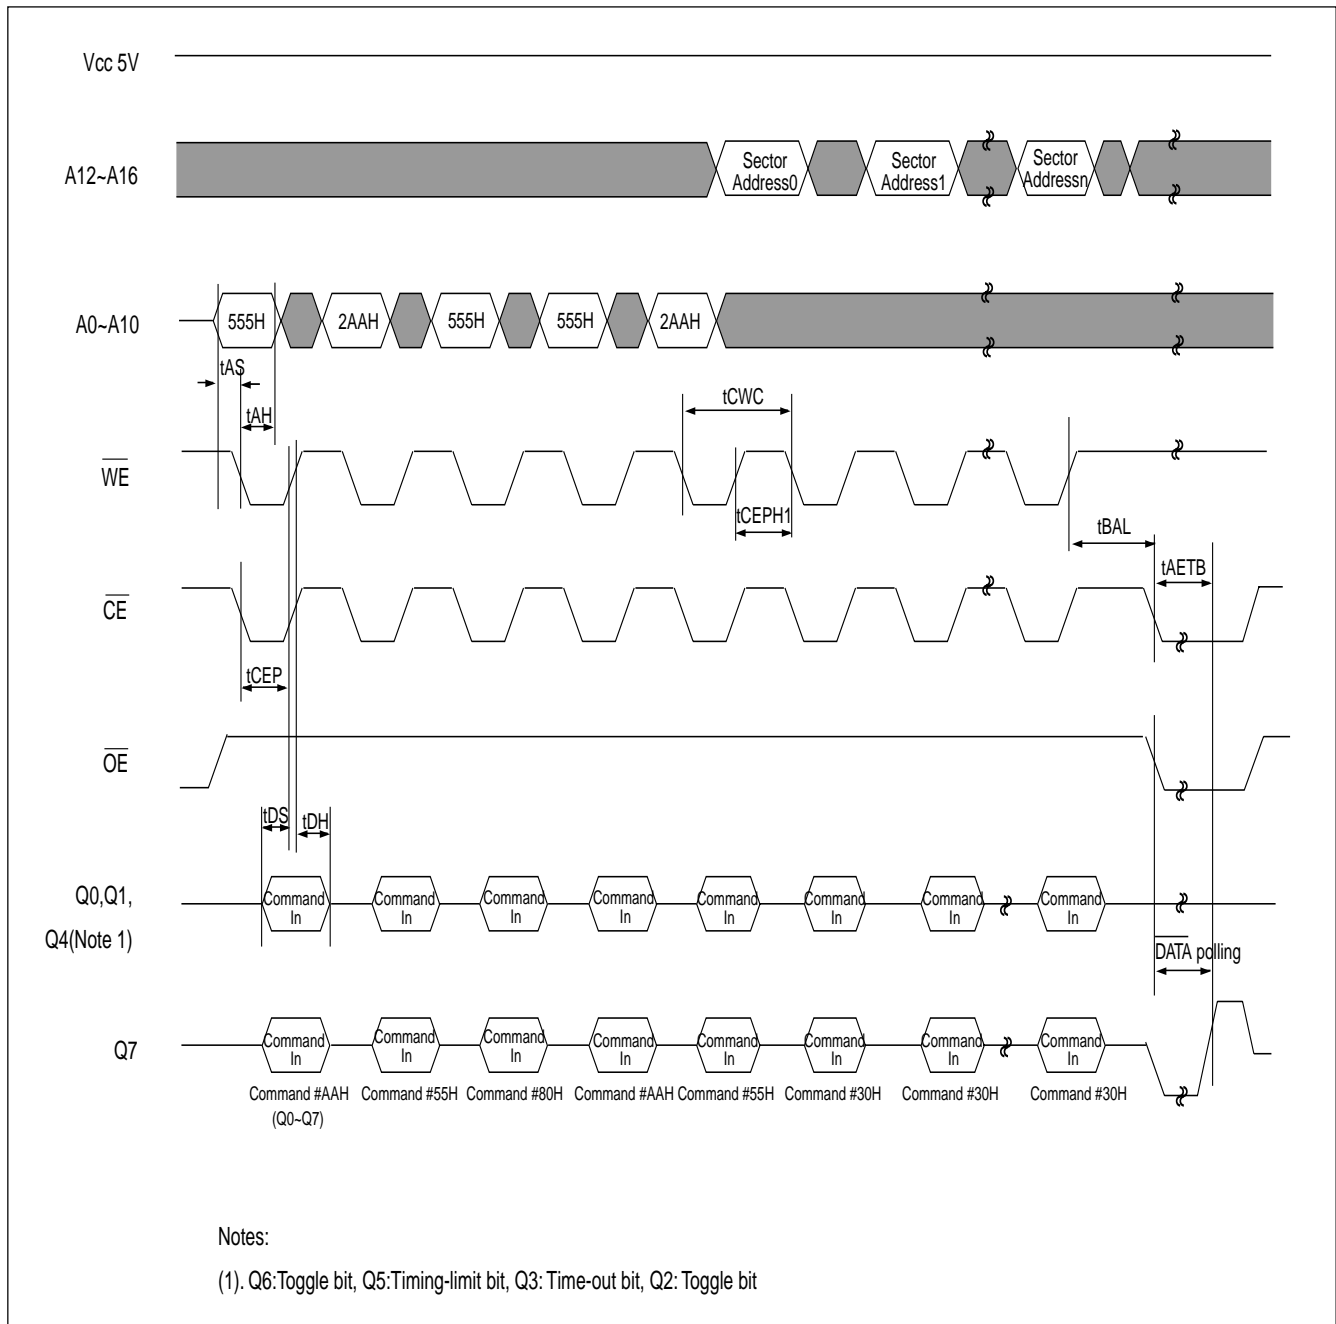 Vcc 5V
A12~A16
Sector
Address0
Sector
Address1
Sector
Addressn
A0~A10
555H
2AAH
555H
555H
2AAH
tAS
tAH
tCWC
WE
tCEPH1
tBAL
tAETB
CE
tCEP
OE
tDS
tDH
Q0,Q1,
Q4(Note 1)
Command
In
Command
In
Command
In
Command
In
Command
In
Command
In
Command
In
Command
In
DATA polling
Q7
Command
In
Command
In
Command
In
Command
In
Command
In
Command
In
Command
In
Command
In
Command #AAH
(Q0~Q7)
Command #55H
Command #80H
Command #AAH
Command #55H
Command #30H
Command #30H
Command #30H
Notes:
(1). Q6:Toggle bit, Q5:Timing-limit bit, Q3: Time-out bit, Q2: Toggle bit